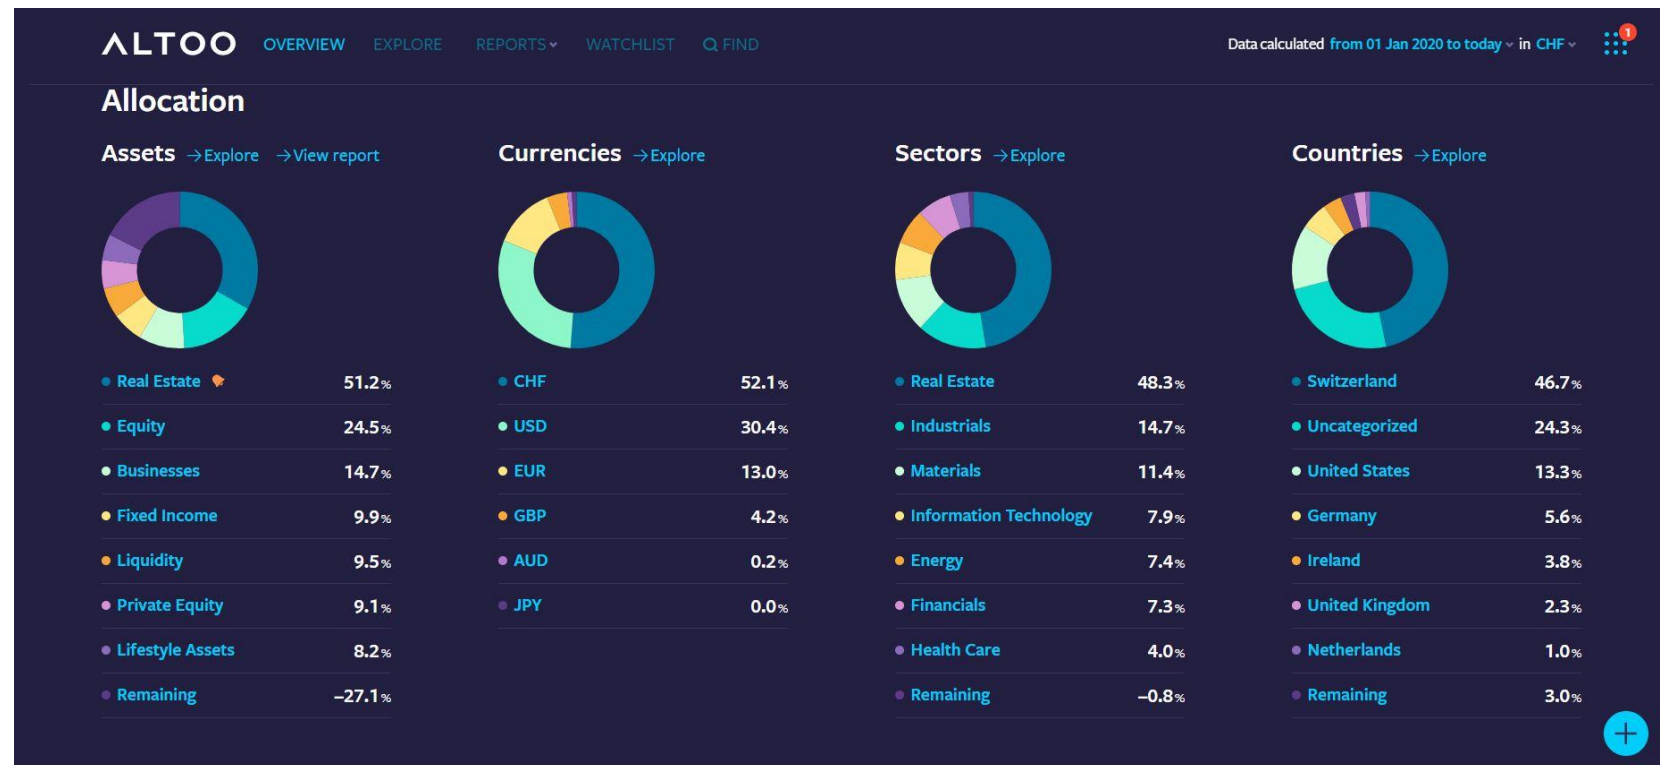 ALTOO OVERVIEW EXPLORE REPORTS WATCHLIST FIND Data calculated from 01 Jan 2020 to today in CHF 1
Allocation
Assets →Explore →View report
Real Estate 51.2%
Equity 24.5%
Businesses 14.7%
Fixed Income 9.9%
Liquidity 9.5%
Private Equity 9.1%
Lifestyle Assets 8.2%
Remaining –27.1%
Currencies →Explore
CHF 52.1%
USD 30.4%
EUR 13.0%
GBP 4.2%
AUD 0.2%
JPY 0.0%
Sectors →Explore
Real Estate 48.3%
Industrials 14.7%
Materials 11.4%
Information Technology 7.9%
Energy 7.4%
Financials 7.3%
Health Care 4.0%
Remaining –0.8%
Countries →Explore
Switzerland 46.7%
Uncategorized 24.3%
United States 13.3%
Germany 5.6%
Ireland 3.8%
United Kingdom 2.3%
Netherlands 1.0%
Remaining 3.0%